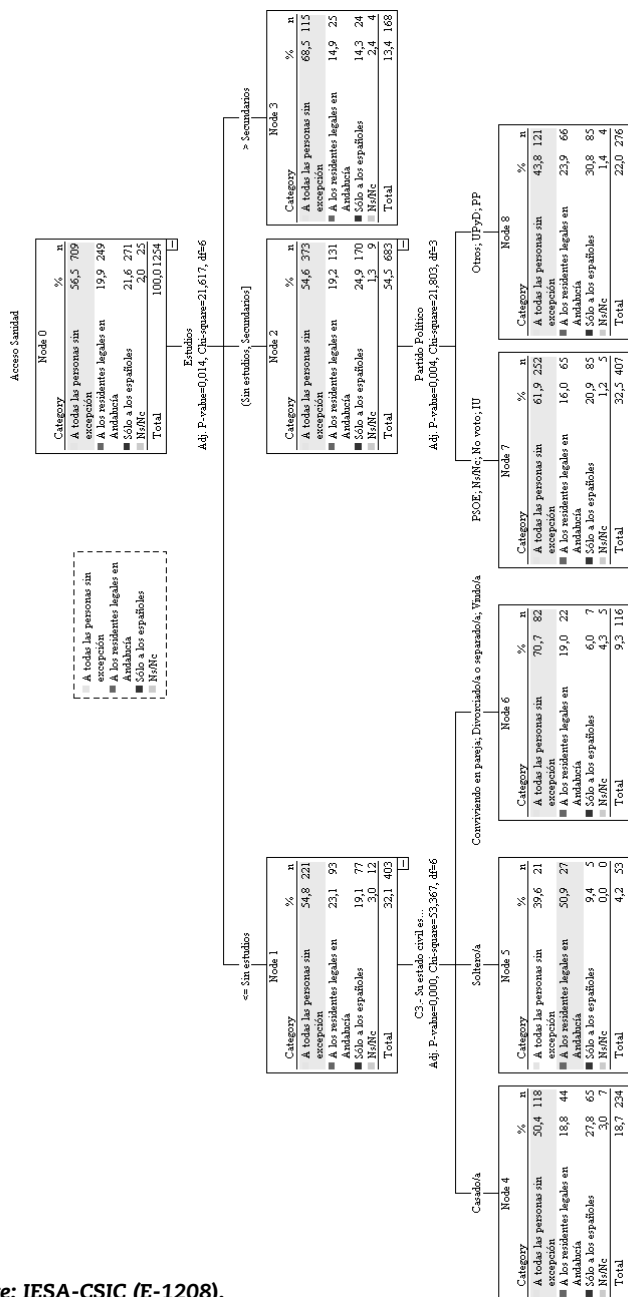 Acceso Sanidad
Node 0
Category % n
A todas las personas sin 56,5 709
excepción
A los residentes legales en 19,9 249
Andalucía
Sólo a los españoles 21,6 271
Ns/Nc 2,0 25
Total 100,0 1254
A todas las personas sin
excepción
A los residentes legales en
Andalucía
Sólo a los españoles
Ns/Nc
Estudios
Adj. P-value=0,014, Chi-square=21,617, df=6
<= Sin estudios
Node 1
Category % n
A todas las personas sin 54,8 221
excepción
A los residentes legales en 23,1 93
Andalucía
Sólo a los españoles 19,1 77
Ns/Nc 3,0 12
Total 32,1 403
(Sin estudios, Secundarios]
Node 2
Category % n
A todas las personas sin 54,6 373
excepción
A los residentes legales en 19,2 131
Andalucía
Sólo a los españoles 24,9 170
Ns/Nc 1,3 9
Total 54,5 683
> Secundarios
Node 3
Category % n
A todas las personas sin 68,5 115
excepción
A los residentes legales en 14,9 25
Andalucía
Sólo a los españoles 14,3 24
Ns/Nc 2,4 4
Total 13,4 168
C3.- Su estado civil es...
Adj. P-value=0,000, Chi-square=53,367, df=6
Partido Político
Adj. P-value=0,004, Chi-square=21,803, df=3
Casado/a
Node 4
Category % n
A todas las personas sin 50,4 118
excepción
A los residentes legales en 18,8 44
Andalucía
Sólo a los españoles 27,8 65
Ns/Nc 3,0 7
Total 18,7 234
Soltero/a
Node 5
Category % n
A todas las personas sin 39,6 21
excepción
A los residentes legales en 50,9 27
Andalucía
Sólo a los españoles 9,4 5
Ns/Nc 0,0 0
Total 4,2 53
Conviviendo en pareja; Divorciado/a o separado/a; Viudo/a
Node 6
Category % n
A todas las personas sin 70,7 82
excepción
A los residentes legales en 19,0 22
Andalucía
Sólo a los españoles 6,0 7
Ns/Nc 4,3 5
Total 9,3 116
PSOE; Ns/Nc; No voto; IU
Node 7
Category % n
A todas las personas sin 61,9 252
excepción
A los residentes legales en 16,0 65
Andalucía
Sólo a los españoles 20,9 85
Ns/Nc 1,2 5
Total 32,5 407
Otros; UPyD; PP
Node 8
Category % n
A todas las personas sin 43,8 121
excepción
A los residentes legales en 23,9 66
Andalucía
Sólo a los españoles 30,8 85
Ns/Nc 1,4 4
Total 22,0 276
e: IESA-CSIC (E-1208).